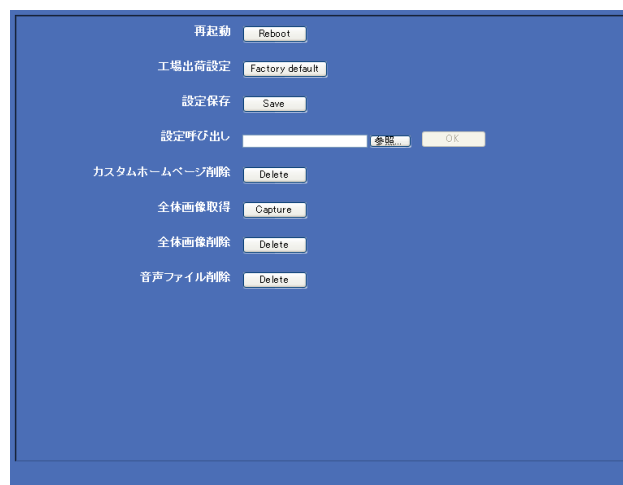 再起動 Reboot
工場出荷設定 Factory default
設定保存 Save
設定呼び出し 参照... OK
カスタムホームページ削除 Delete
全体画像取得 Capture
全体画像削除 Delete
音声ファイル削除 Delete